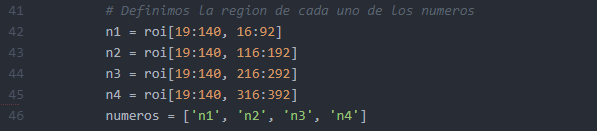 41 # Definimos la region de cada uno de los numeros
42 n1 = roi[19:140, 16:92]
43 n2 = roi[19:140, 116:192]
44 n3 = roi[19:140, 216:292]
45 n4 = roi[19:140, 316:392]
46 numeros = ['n1', 'n2', 'n3', 'n4']